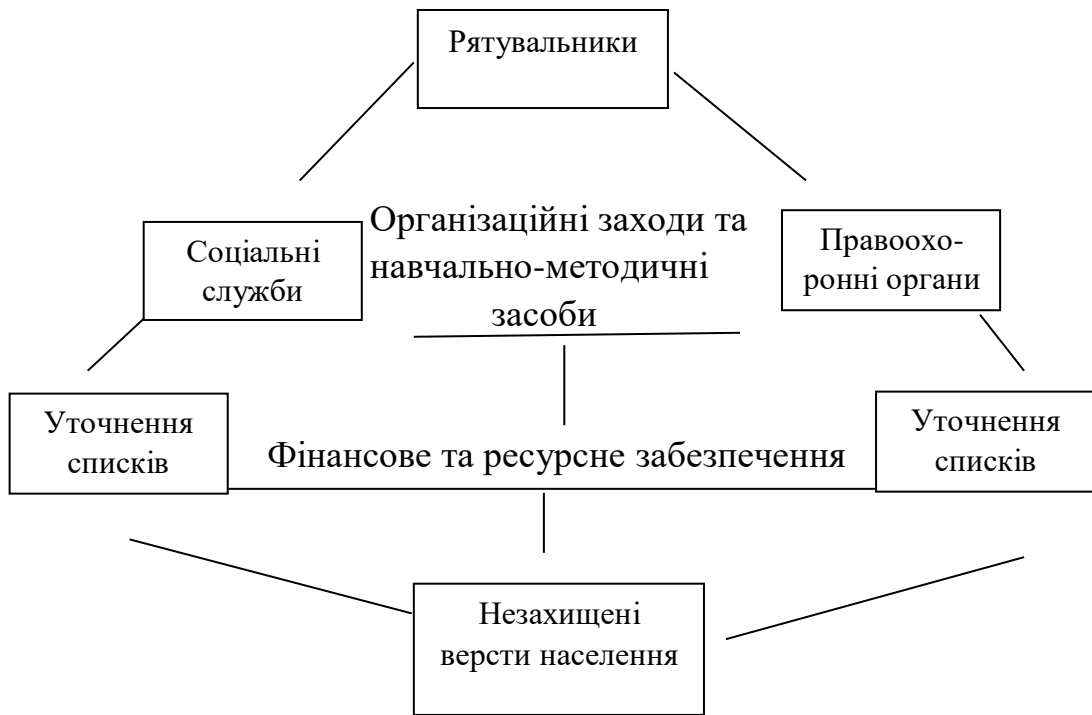 Рятувальники
Організаційні заходи та
навчально-методичні
засоби
Соціальні
служби
Правоохо-
ронні органи
Уточнення
списків
Фінансове та ресурсне забезпечення
Уточнення
списків
Незахищені
версти населення